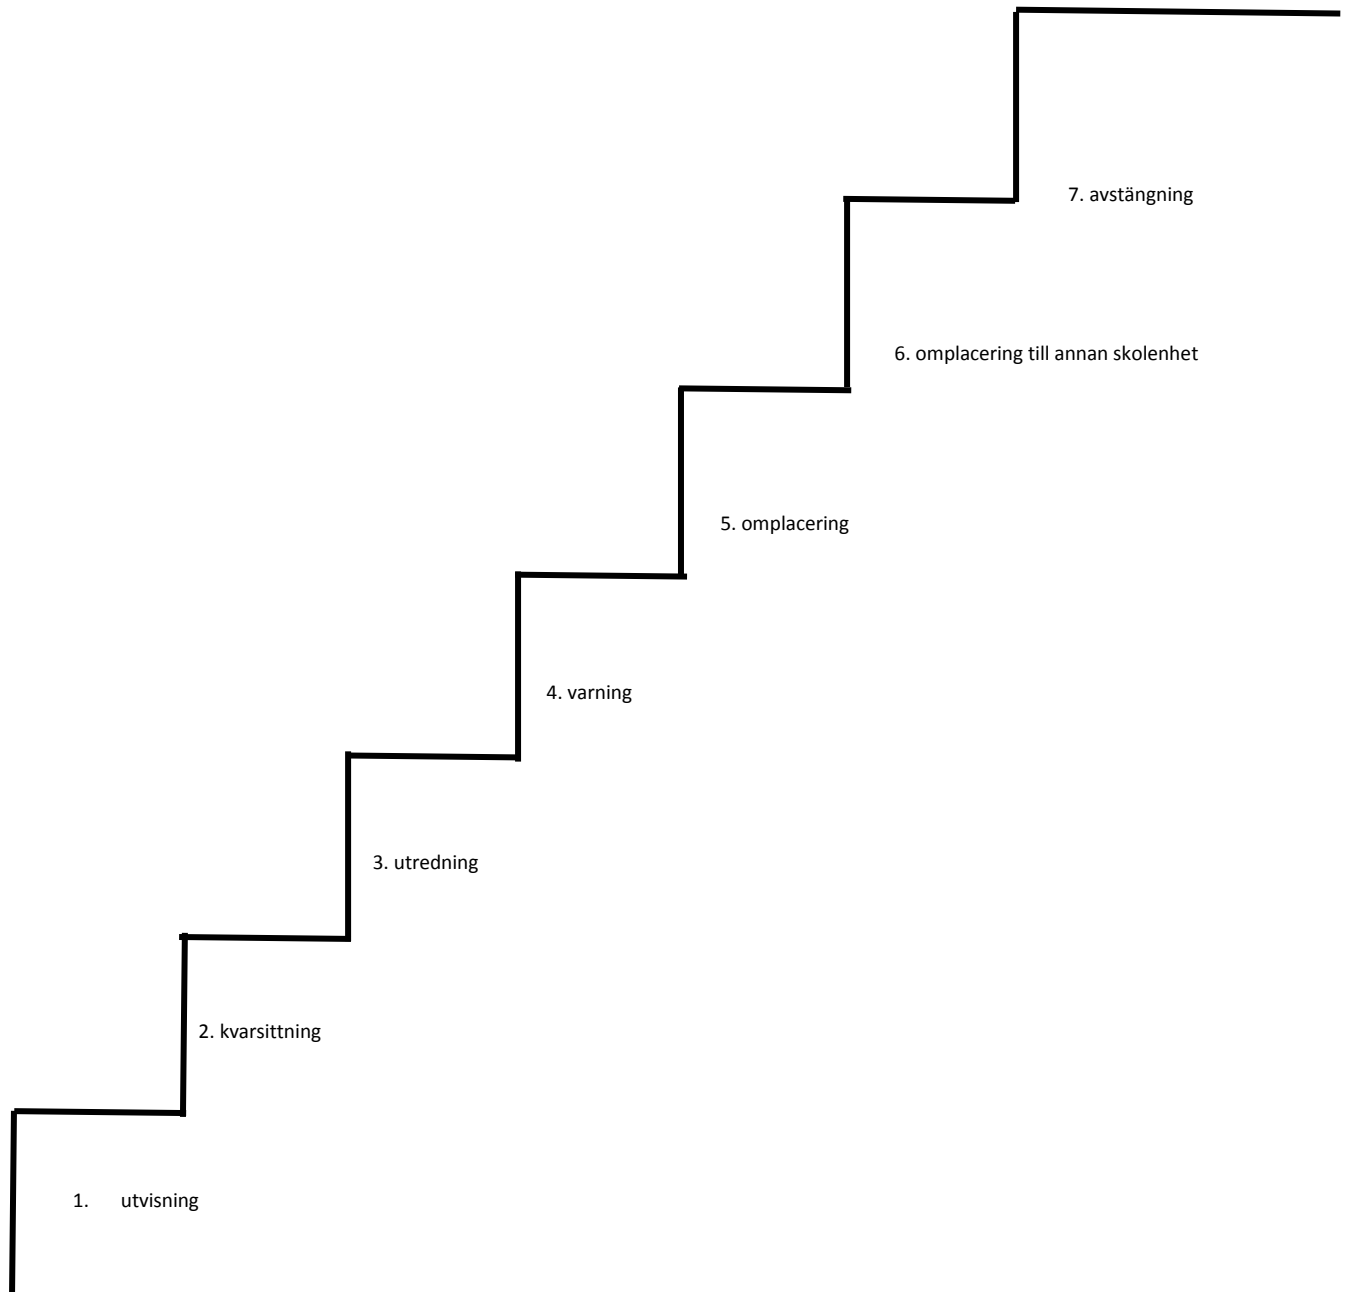 7. avstängning
6. omplacering till annan skolenhet
5. omplacering
4. varning
3. utredning
2. kvarsittning
1. utvisning